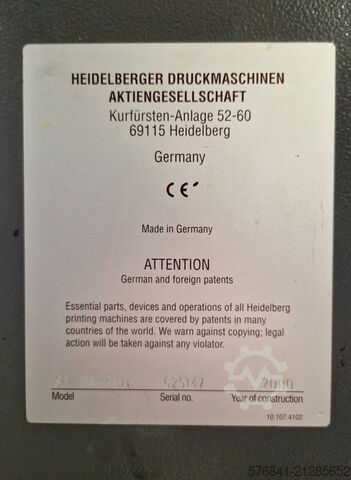 HEIDELBERGER DRUCKMASCHINEN
AKTIENGESELLSCHAFT
Kurfürsten-Anlage 52-60
69115 Heidelberg
Germany
CE
Made in Germany
ATTENTION
German and foreign patents
Essential parts, devices and operations of all Heidelberg
printing machines are covered by patents in many
countries of the world. We warn against copying; legal
action will be taken against any violator.
2000
Model Serial no. Year of construction
10.107.4102
576841-21285652